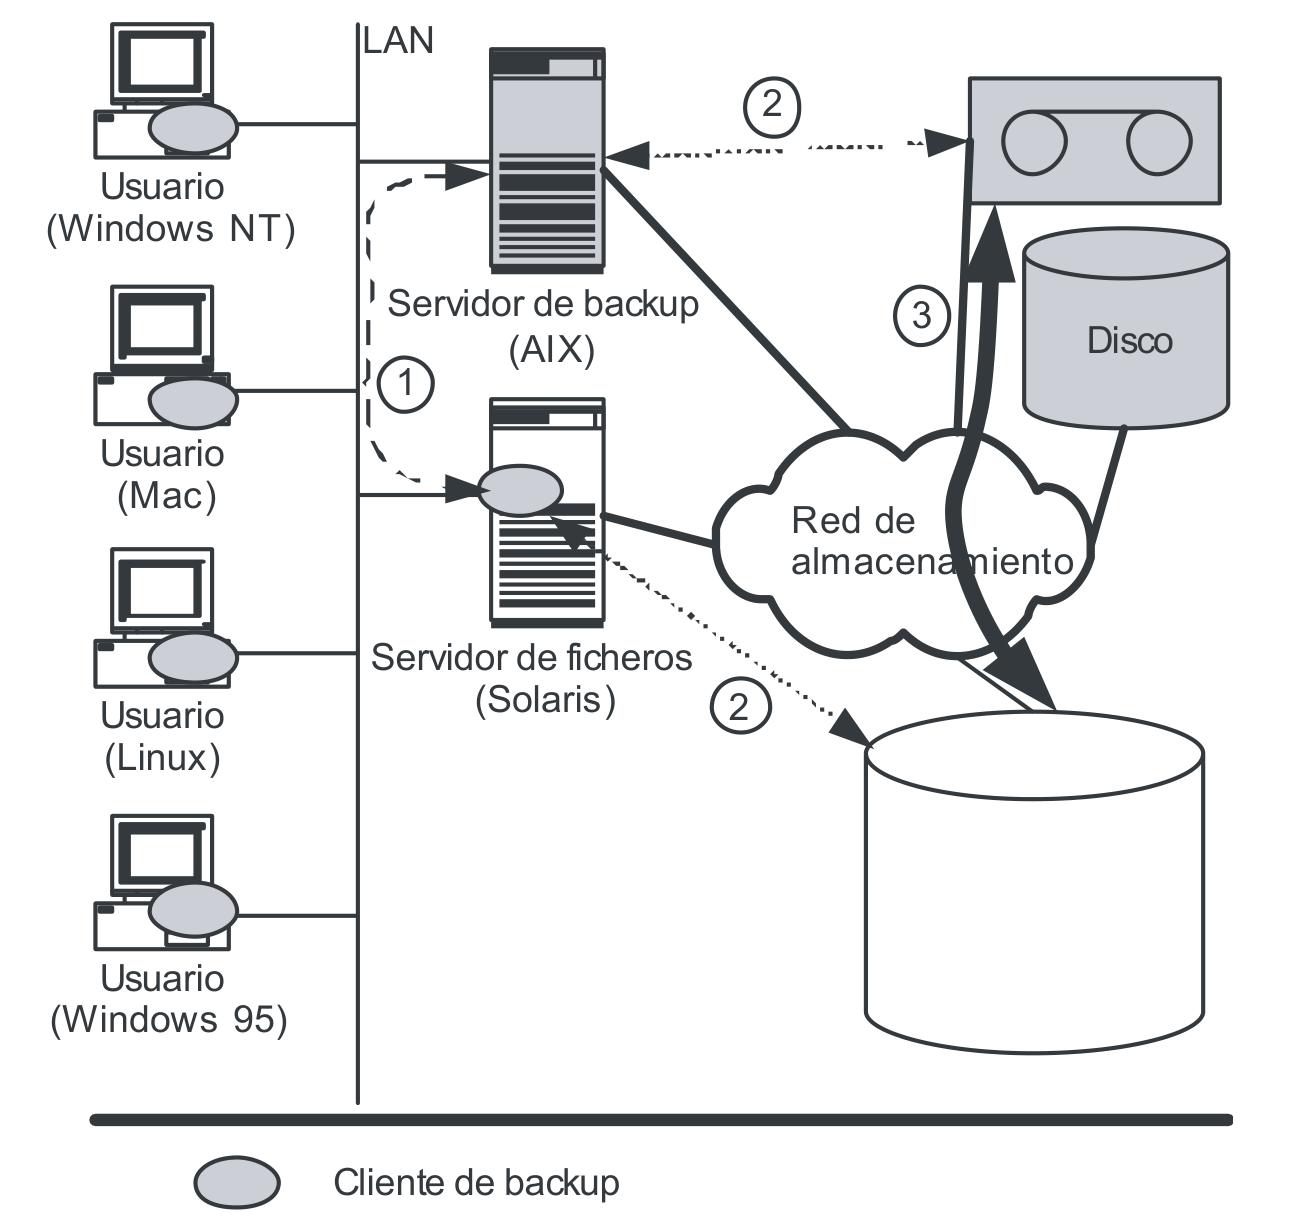 LAN
2
Usuario
(Windows NT)
Servidor de backup
(AIX)
3
Disco
1
Usuario
(Mac)
Red de
almacenamiento
Servidor de ficheros
(Solaris)
2
Usuario
(Linux)
Usuario
(Windows 95)
Cliente de backup